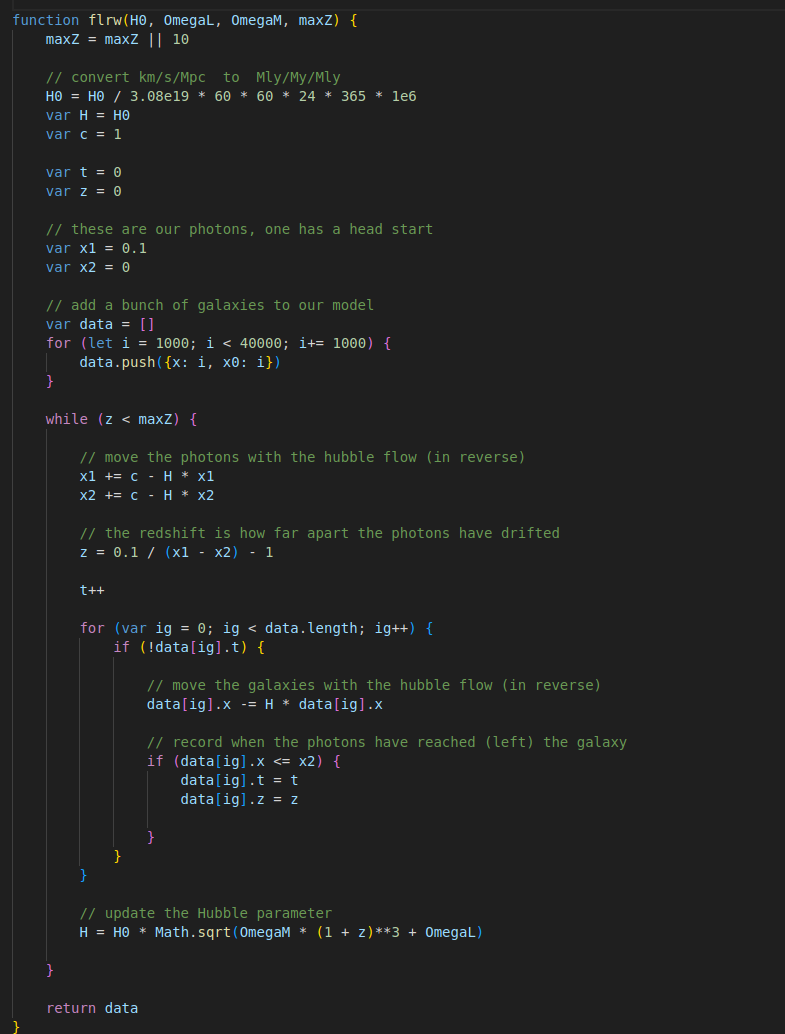 function flrw(H0, OmegaL, OmegaM, maxZ) {
    maxZ = maxZ || 10

    // convert km/s/Mpc  to  Mly/My/Mly
    H0 = H0 / 3.08e19 * 60 * 60 * 24 * 365 * 1e6
    var H = H0
    var c = 1

    var t = 0
    var z = 0

    // these are our photons, one has a head start
    var x1 = 0.1
    var x2 = 0

    // add a bunch of galaxies to our model
    var data = []
    for (let i = 1000; i < 40000; i+= 1000) {
        data.push({x: i, x0: i})
    }

    while (z < maxZ) {

        // move the photons with the hubble flow (in reverse)
        x1 += c - H * x1
        x2 += c - H * x2

        // the redshift is how far apart the photons have drifted
        z = 0.1 / (x1 - x2) - 1

        t++

        for (var ig = 0; ig < data.length; ig++) {
            if (!data[ig].t) {

                // move the galaxies with the hubble flow (in reverse)
                data[ig].x -= H * data[ig].x

                // record when the photons have reached (left) the galaxy
                if (data[ig].x <= x2) {
                    data[ig].t = t
                    data[ig].z = z

                }
            }
        }

        // update the Hubble parameter
        H = H0 * Math.sqrt(OmegaM * (1 + z)**3 + OmegaL)

    }

    return data
}